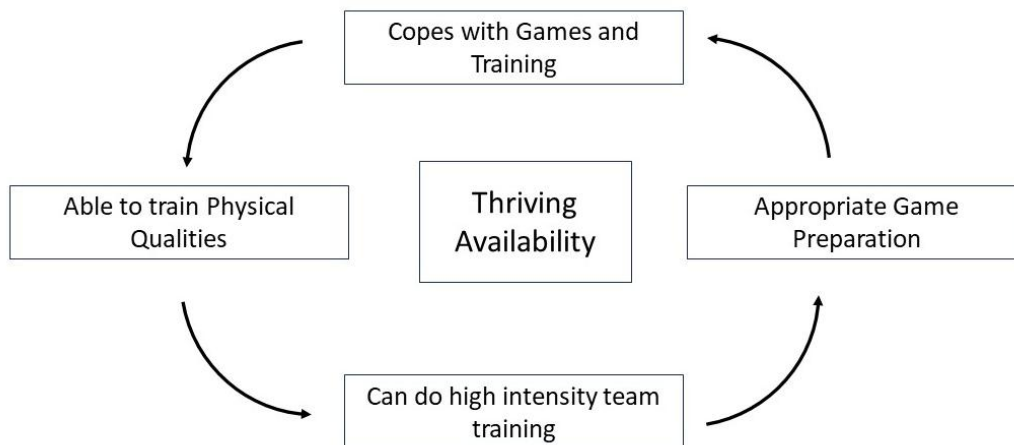 Copes with Games and
Training
Able to train Physical
Qualities
Thriving
Availability
Appropriate Game
Preparation
Can do high intensity team
training